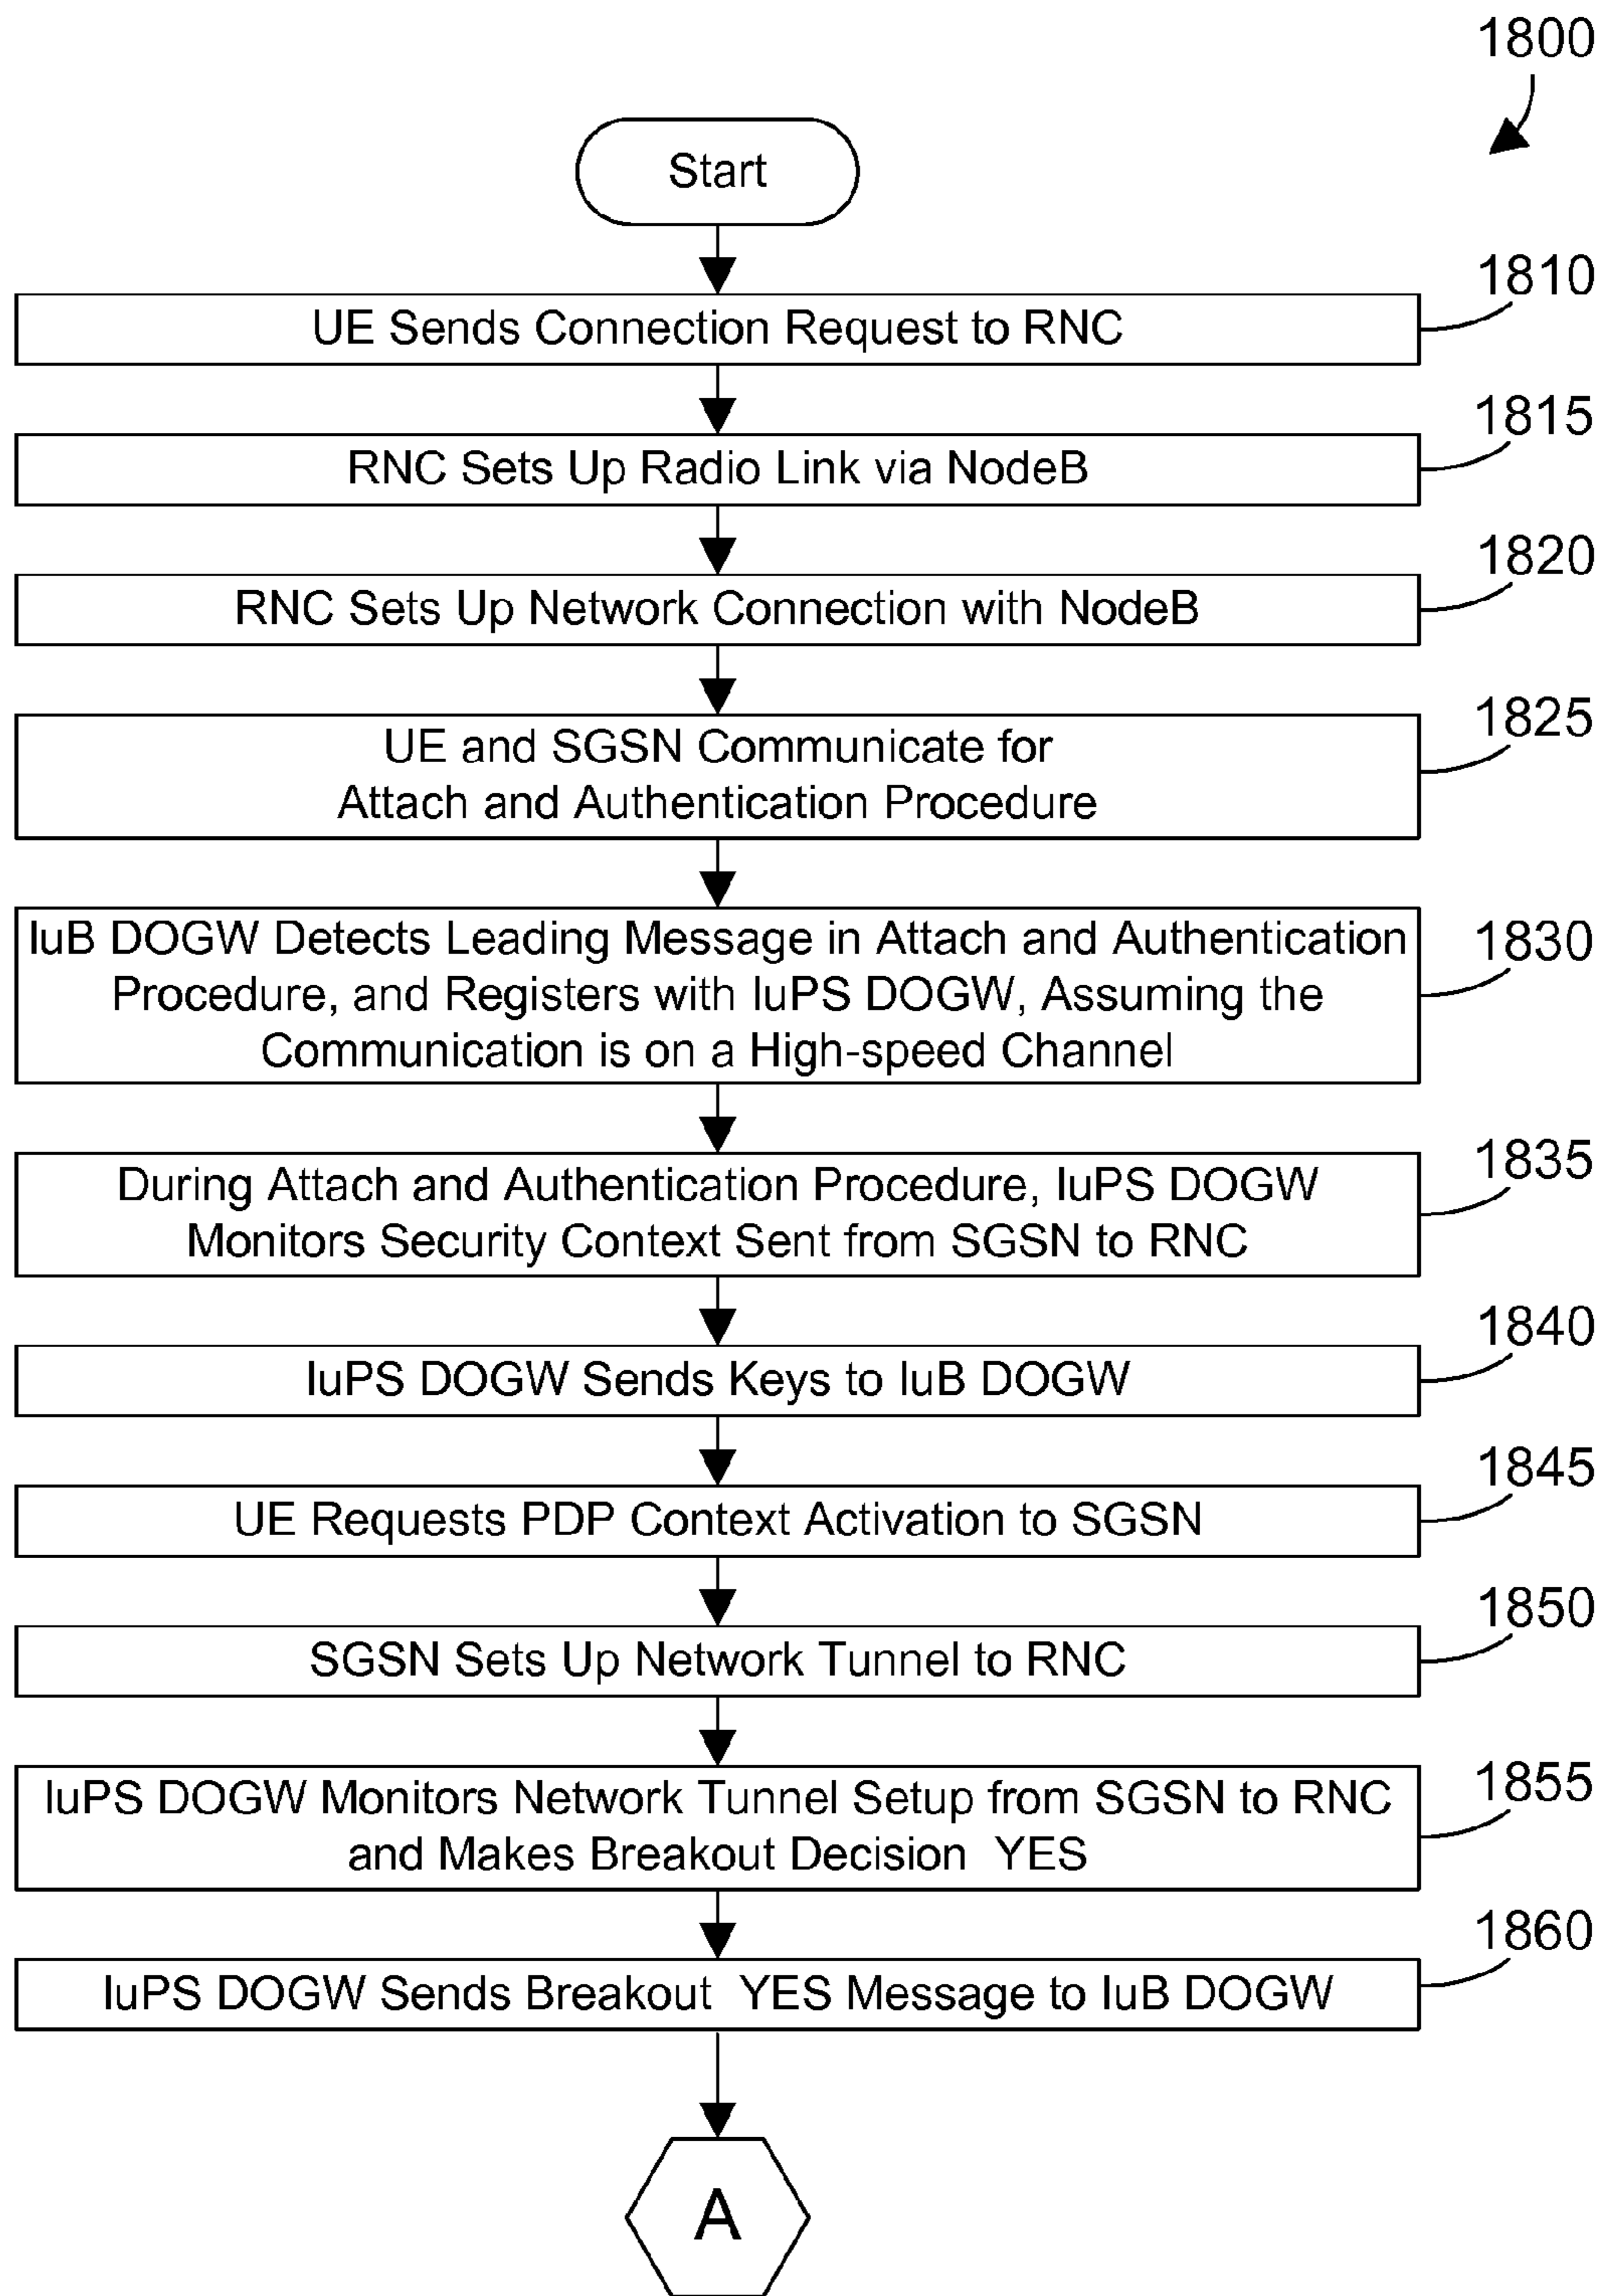 1800
Start
1810
UE Sends Connection Request to RNC
1815
RNC Sets Up Radio Link via NodeB
1820
RNC Sets Up Network Connection with NodeB
1825
UE and SGSN Communicate for
Attach and Authentication Procedure
1830
IuB DOGW Detects Leading Message in Attach and Authentication
Procedure, and Registers with IuPS DOGW, Assuming the
Communication is on a High-speed Channel
1835
During Attach and Authentication Procedure, IuPS DOGW
Monitors Security Context Sent from SGSN to RNC
1840
IuPS DOGW Sends Keys to IuB DOGW
1845
UE Requests PDP Context Activation to SGSN
1850
SGSN Sets Up Network Tunnel to RNC
1855
IuPS DOGW Monitors Network Tunnel Setup from SGSN to RNC
and Makes Breakout Decision YES
1860
IuPS DOGW Sends Breakout YES Message to IuB DOGW
A